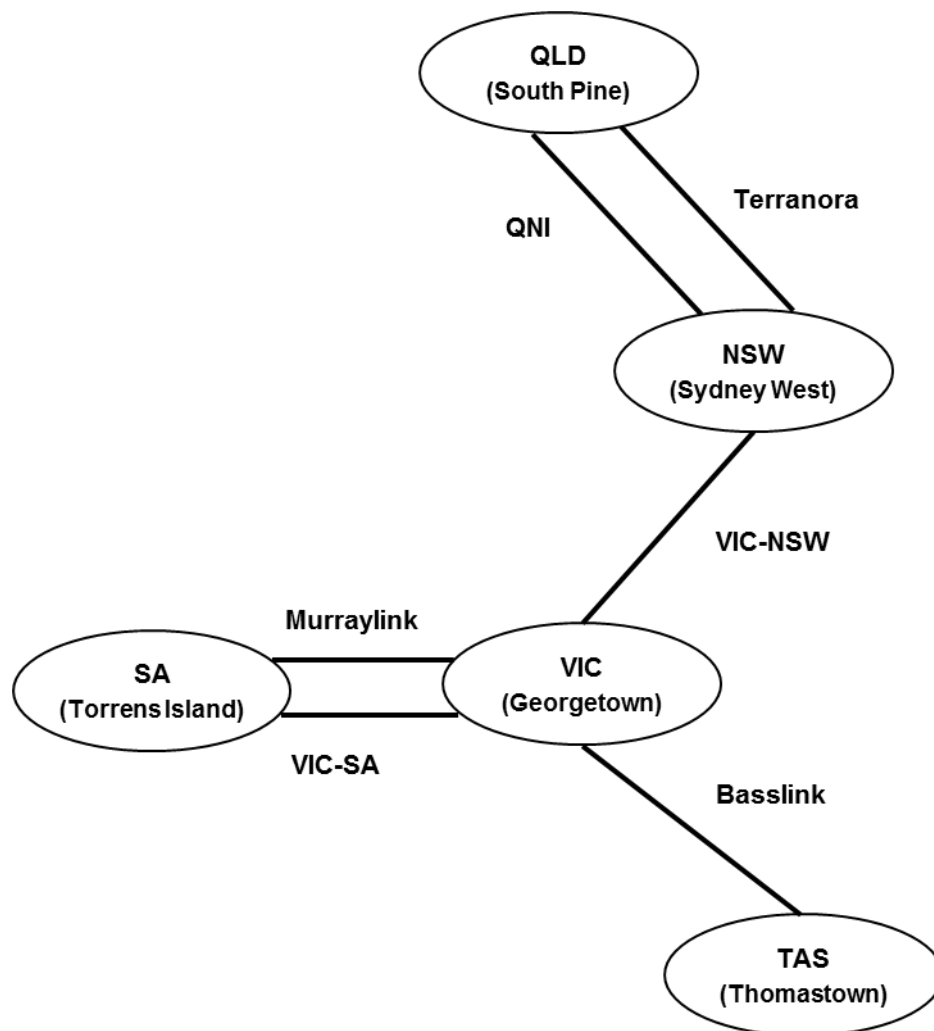 QLD
(South Pine)
Terranora
QNI
NSW
(Sydney West)
VIC-NSW
Murraylink
SA
(Torrens Island)
VIC
(Georgetown)
VIC-SA
Basslink
TAS
(Thomastown)